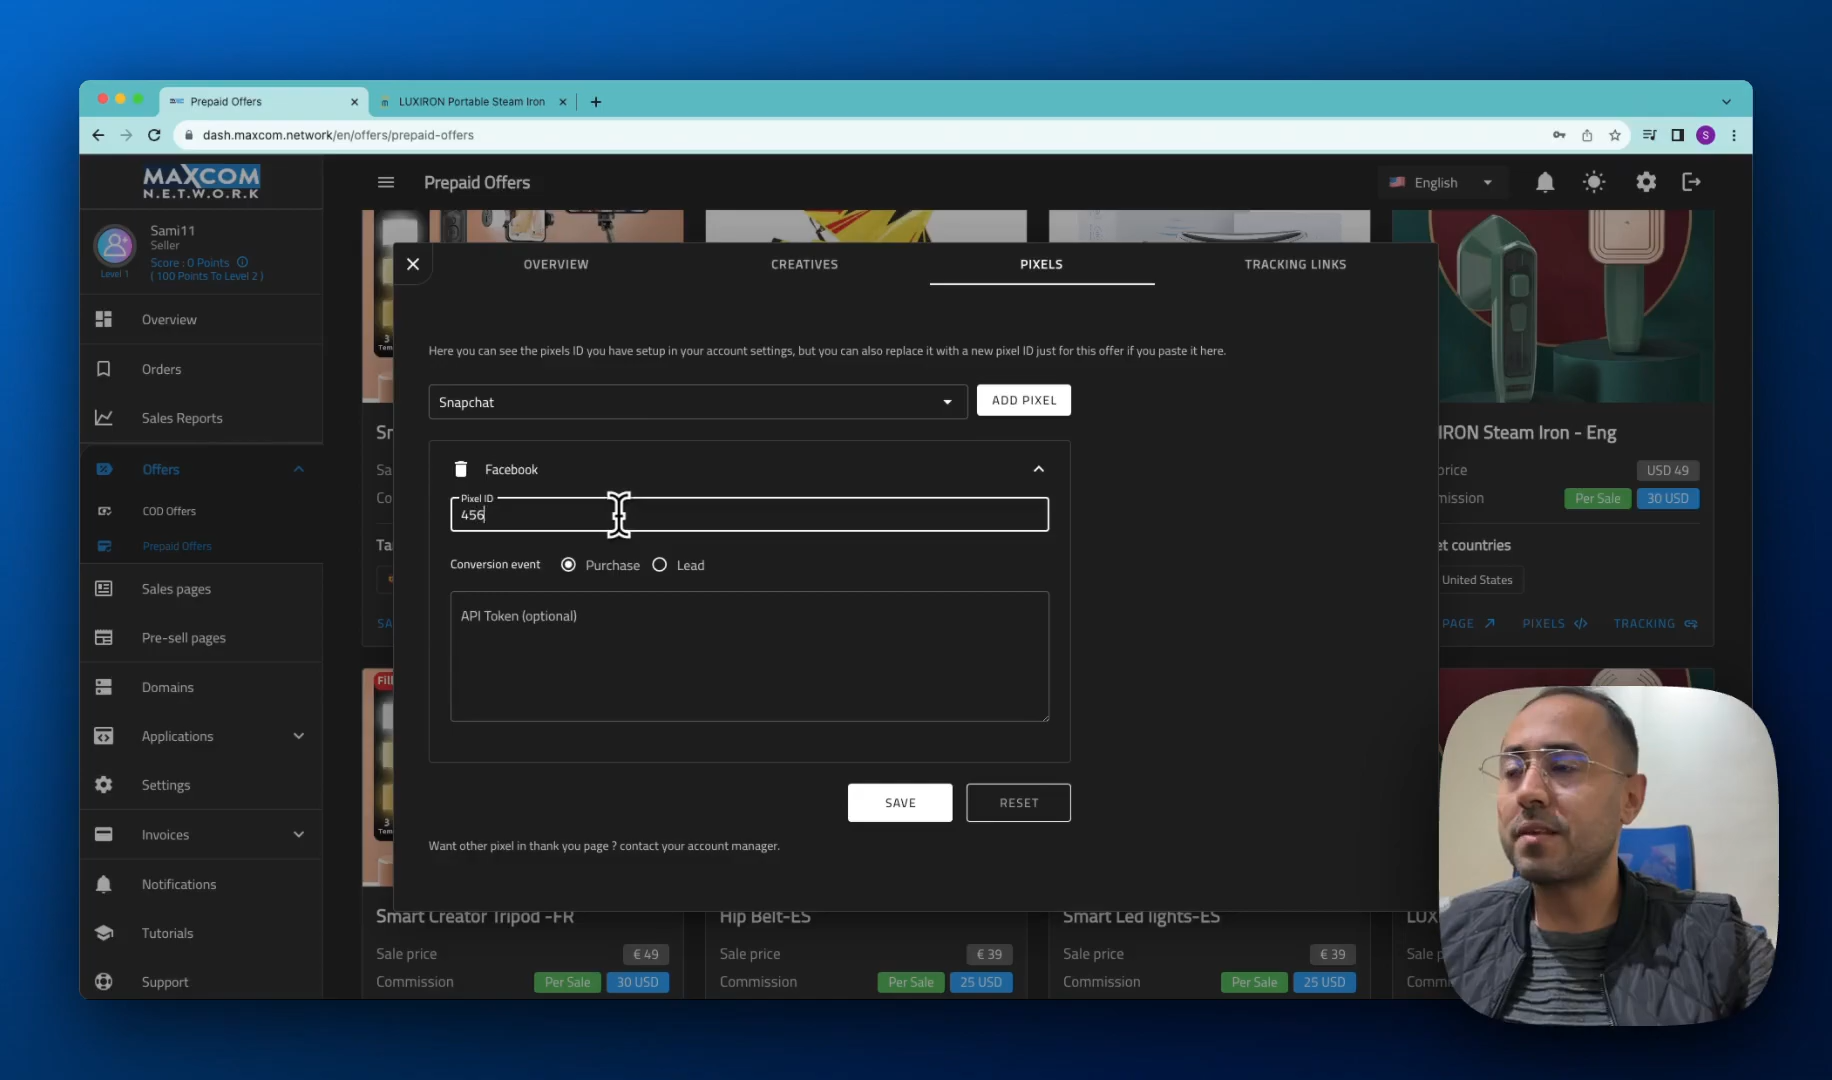 Prepaid Offers
LUXIRON Portable Steam Iron
dash.maxcom.network/en/offers/prepaid-offers
S
MAXCOM
N.E.T.W.O.R.K
Prepaid Offers
English
Sami11
Seller
Score : 0 Points
( 100 Points To Level 2 )
Level 1
Overview
Orders
Sales Reports
Offers
COD Offers
Prepaid Offers
Sales pages
Pre-sell pages
Domains
Applications
Settings
Invoices
Notifications
Tutorials
Support
OVERVIEW
CREATIVES
PIXELS
TRACKING LINKS
Here you can see the pixels ID you have setup in your account settings, but you can also replace it with a new pixel ID just for this offer if you paste it here.
Snapchat
ADD PIXEL
Facebook
Pixel ID
456
Conversion event
Purchase
Lead
API Token (optional)
SAVE
RESET
Want other pixel in thank you page ? contact your account manager.
IRON Steam Iron - Eng
USD 49
Per Sale
30 USD
et countries
United States
PAGE
PIXELS
TRACKING
Smart Creator Tripod -FR
Sale price
€ 49
Commission
Per Sale
30 USD
Hip Belt-ES
Sale price
€ 39
Commission
Per Sale
25 USD
Smart Led lights-ES
Sale price
€ 39
Commission
Per Sale
25 USD